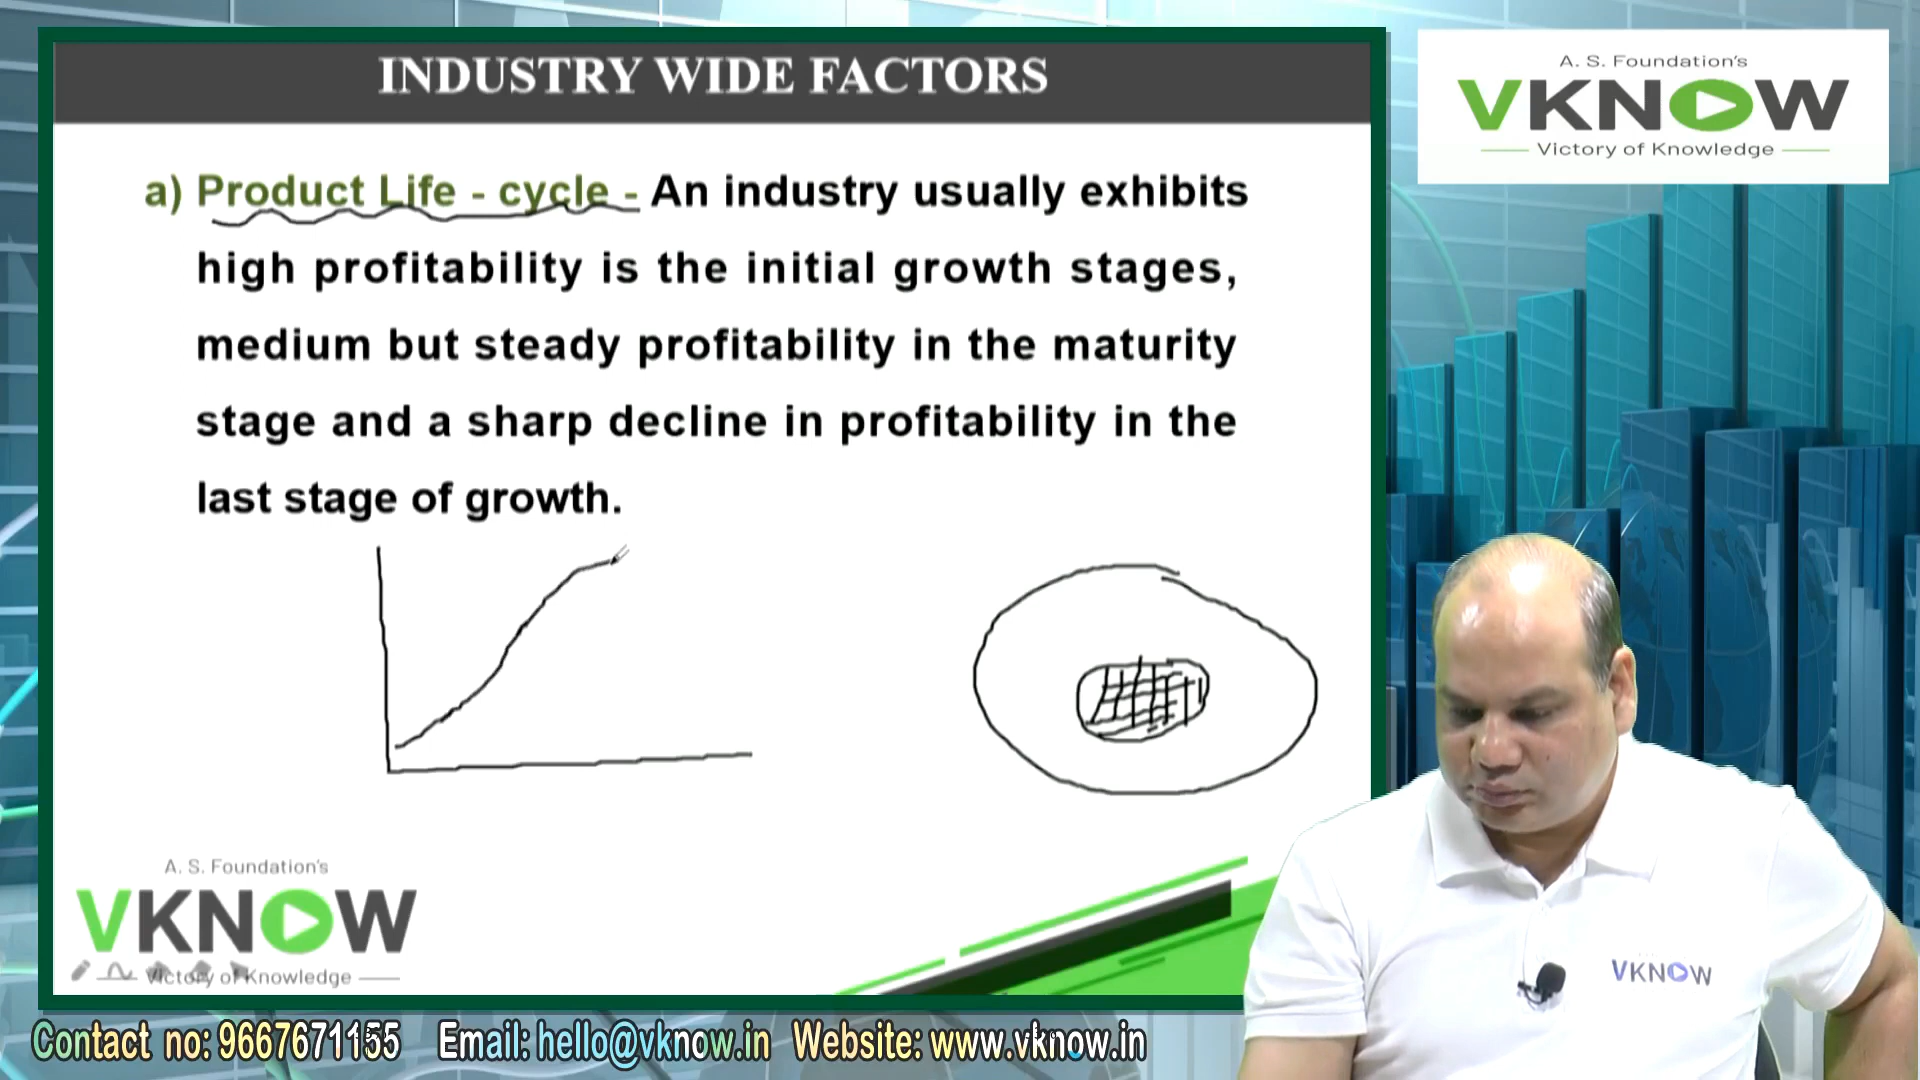 INDUSTRY WIDE FACTORS
A. S. Foundation's
VKNOW
Victory of Knowledge
a) Product Life - cycle - An industry usually exhibits
high profitability is the initial growth stages,
medium but steady profitability in the maturity
stage and a sharp decline in profitability in the
last stage of growth.
A. S. Foundation's
VKNOW
Victory of Knowledge
VKNOW
Contact no: 9667671155 Email: hello@vknow.in Website: www.vknow.in